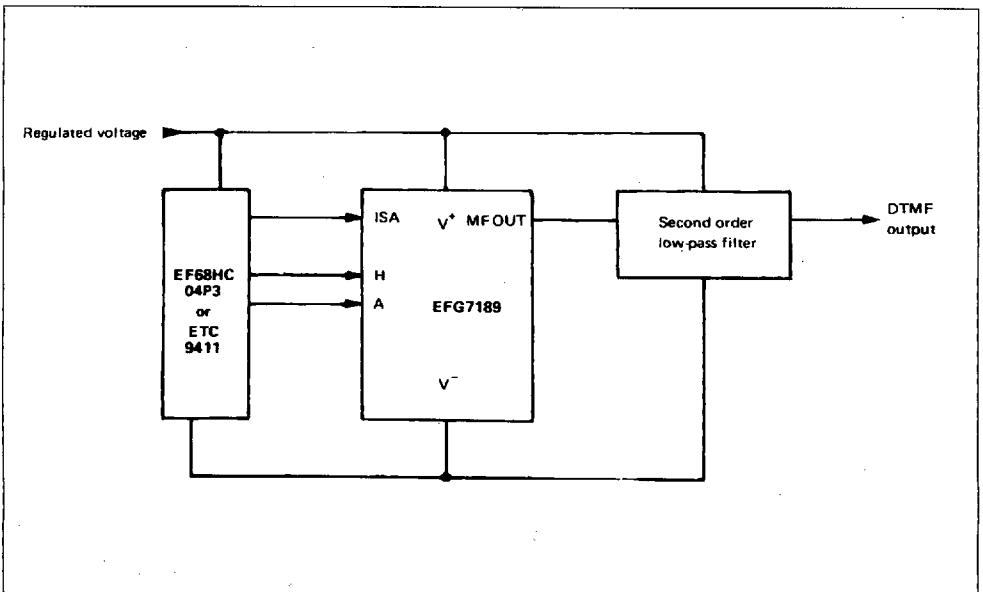 Regulated voltage
EF68HC
04P3
or
ETC
9411
ISA
H
A
V+
MFOUT
EFG7189
V−
Second order
low-pass filter
DTMF
output